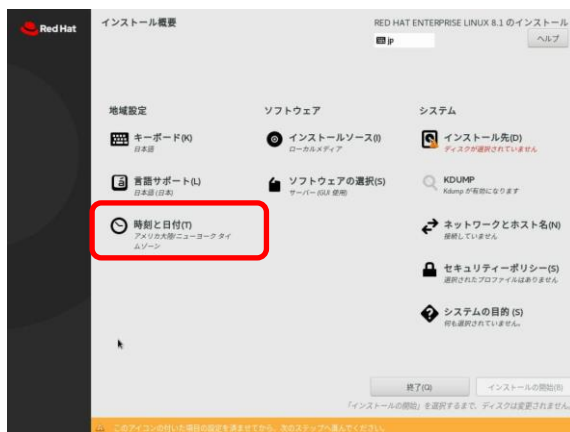 Red Hat
インストール概要
RED HAT ENTERPRISE LINUX 8.1 のインストール
jp
ヘルプ
地域設定
キーボード(K)
日本語
言語サポート(L)
日本語 (日本)
時刻と日付(T)
アメリカ大陸/ニューヨーク タイ
ムゾーン
ソフトウェア
インストールソース(I)
ローカルメディア
ソフトウェアの選択(S)
サーバー (GUI 使用)
システム
インストール先(D)
ディスクが選択されていません
KDUMP
Kdump が有効になります
ネットワークとホスト名(N)
接続していません
セキュリティーポリシー(S)
選択されたプロファイルはありません
システムの目的 (S)
何も選択されていません。
終了(Q)
インストールの開始(B)
「インストールの開始」を選択するまで、ディスクは変更されません。
このアイコンの付いた項目の設定を済ませてから、次のステップへ進んでください。